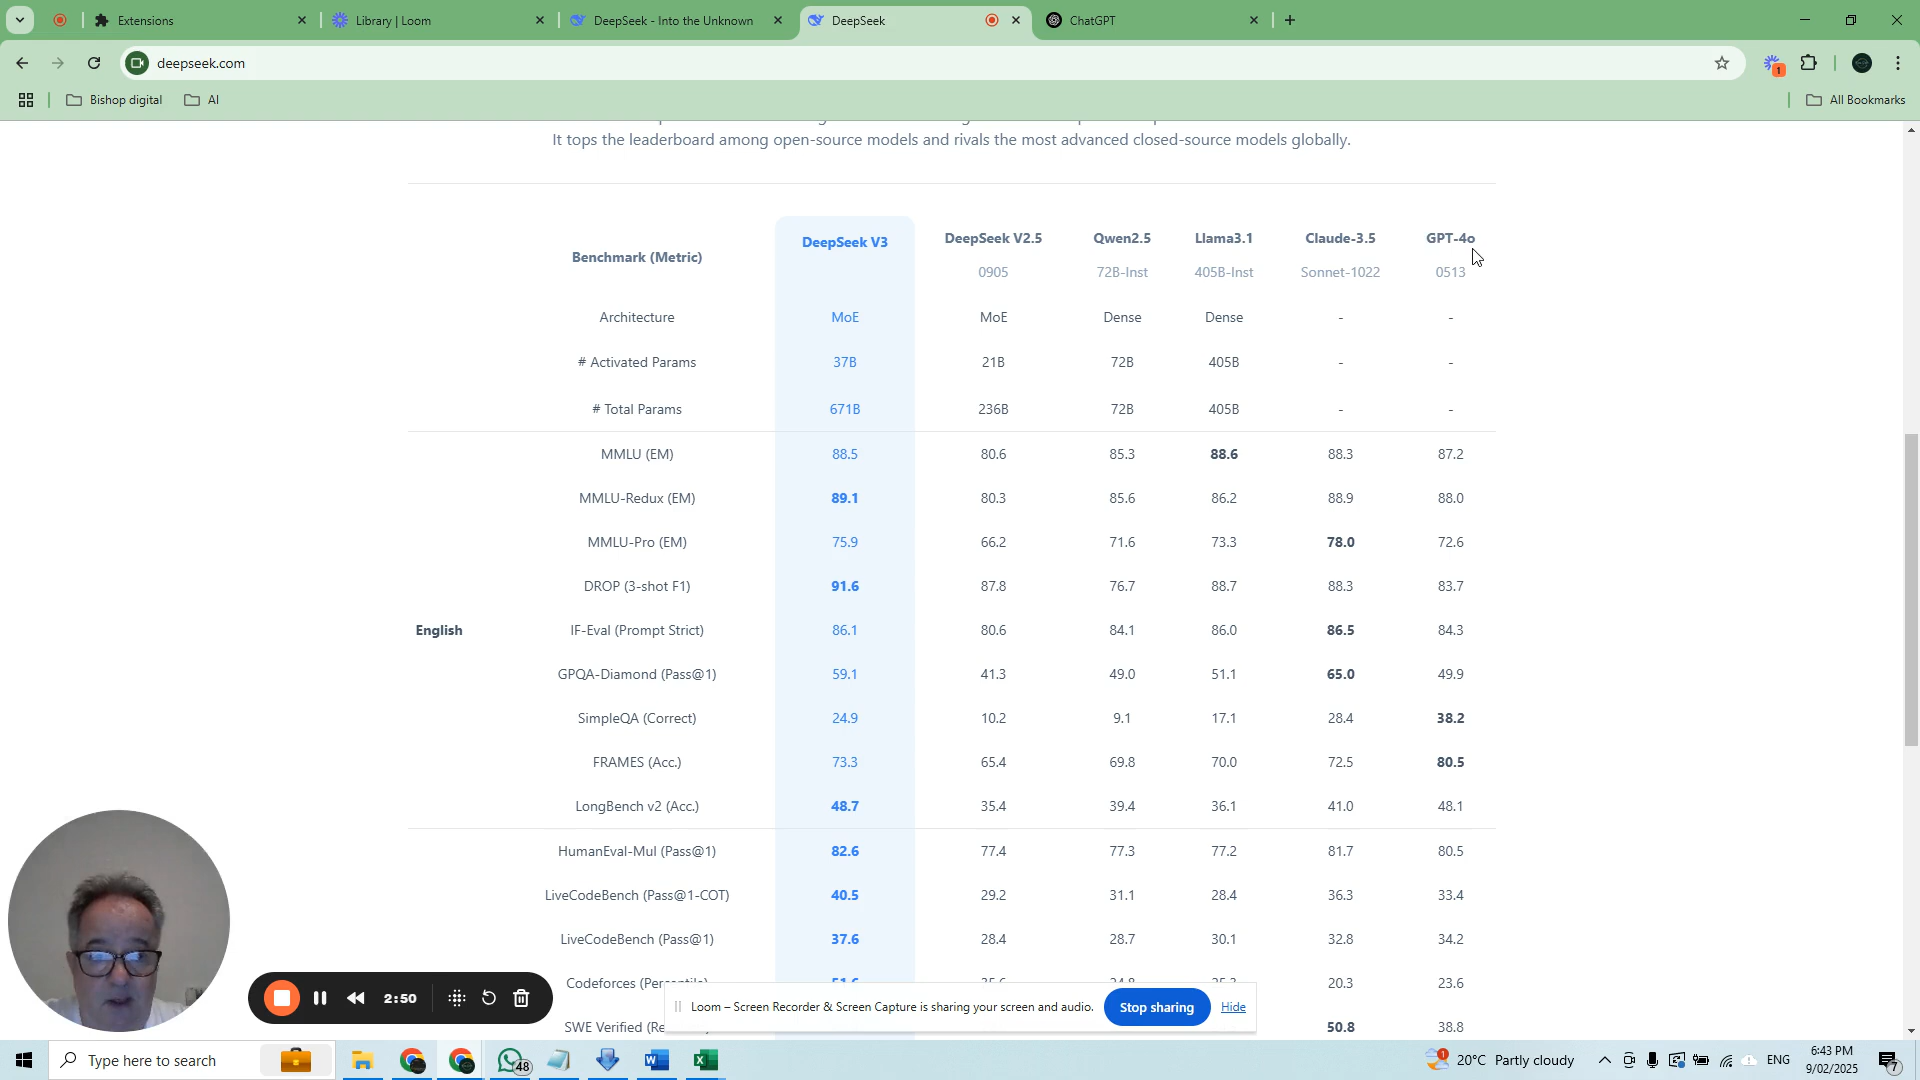 Extensions
Library | Loom
DeepSeek - Into the Unknown
DeepSeek
ChatGPT
deepseek.com
1
Bishop digital
AI
All Bookmarks
It tops the leaderboard among open-source models and rivals the most advanced closed-source models globally.
Benchmark (Metric) DeepSeek V3 DeepSeek V2.5 Qwen2.5 Llama3.1 Claude-3.5 GPT-4o
0905 72B-Inst 405B-Inst Sonnet-1022 0513
Architecture MoE MoE Dense Dense - -
# Activated Params 37B 21B 72B 405B - -
# Total Params 671B 236B 72B 405B - -
MMLU (EM) 88.5 80.6 85.3 88.6 88.3 87.2
MMLU-Redux (EM) 89.1 80.3 85.6 86.2 88.9 88.0
MMLU-Pro (EM) 75.9 66.2 71.6 73.3 78.0 72.6
DROP (3-shot F1) 91.6 87.8 76.7 88.7 88.3 83.7
English IF-Eval (Prompt Strict) 86.1 80.6 84.1 86.0 86.5 84.3
GPQA-Diamond (Pass@1) 59.1 41.3 49.0 51.1 65.0 49.9
SimpleQA (Correct) 24.9 10.2 9.1 17.1 28.4 38.2
FRAMES (Acc.) 73.3 65.4 69.8 70.0 72.5 80.5
LongBench v2 (Acc.) 48.7 35.4 39.4 36.1 41.0 48.1
HumanEval-Mul (Pass@1) 82.6 77.4 77.3 77.2 81.7 80.5
LiveCodeBench (Pass@1-COT) 40.5 29.2 31.1 28.4 36.3 33.4
LiveCodeBench (Pass@1) 37.6 28.4 28.7 30.1 32.8 34.2
Codeforces 20.3 23.6
SWE Verified 50.8 38.8
2:50
Loom – Screen Recorder & Screen Capture is sharing your screen and audio.
Stop sharing
Hide
Type here to search
48
1
20°C Partly cloudy
ENG
6:43 PM
9/02/2025
7